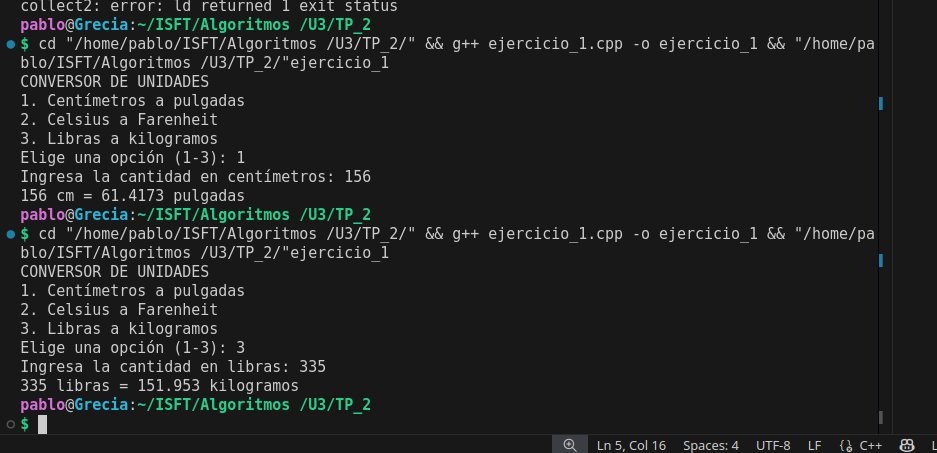 collect2: error: ld returned 1 exit status
pablo@Grecia:~/ISFT/Algoritmos /U3/TP_2
$ cd "/home/pablo/ISFT/Algoritmos /U3/TP_2/" && g++ ejercicio_1.cpp -o ejercicio_1 && "/home/pa
blo/ISFT/Algoritmos /U3/TP_2/"ejercicio_1
CONVERSOR DE UNIDADES
1. Centímetros a pulgadas
2. Celsius a Farenheit
3. Libras a kilogramos
Elige una opción (1-3): 1
Ingresa la cantidad en centímetros: 156
156 cm = 61.4173 pulgadas
pablo@Grecia:~/ISFT/Algoritmos /U3/TP_2
$ cd "/home/pablo/ISFT/Algoritmos /U3/TP_2/" && g++ ejercicio_1.cpp -o ejercicio_1 && "/home/pa
blo/ISFT/Algoritmos /U3/TP_2/"ejercicio_1
CONVERSOR DE UNIDADES
1. Centímetros a pulgadas
2. Celsius a Farenheit
3. Libras a kilogramos
Elige una opción (1-3): 3
Ingresa la cantidad en libras: 335
335 libras = 151.953 kilogramos
pablo@Grecia:~/ISFT/Algoritmos /U3/TP_2
$
Ln 5, Col 16 Spaces: 4 UTF-8 LF C++